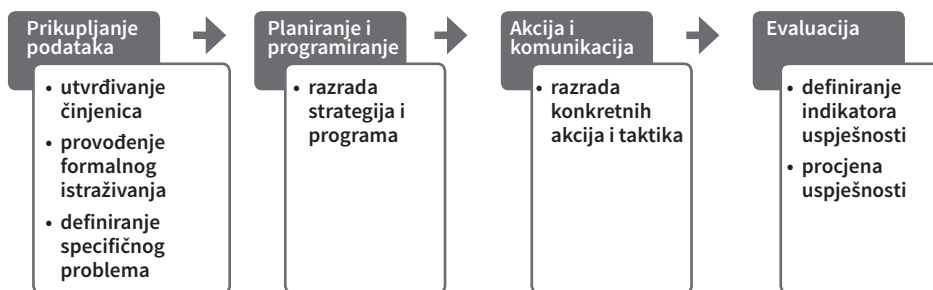 Prikupljanje
podataka
• utvrđivanje
činjenica
• provođenje
formalnog
istraživanja
• definiranje
specifičnog
problema
Planiranje i
programiranje
• razrada
strategija i
programa
Akcija i
komunikacija
• razrada
konkretnih
akcija i taktika
Evaluacija
• definiranje
indikatora
uspješnosti
• procjena
uspješnosti